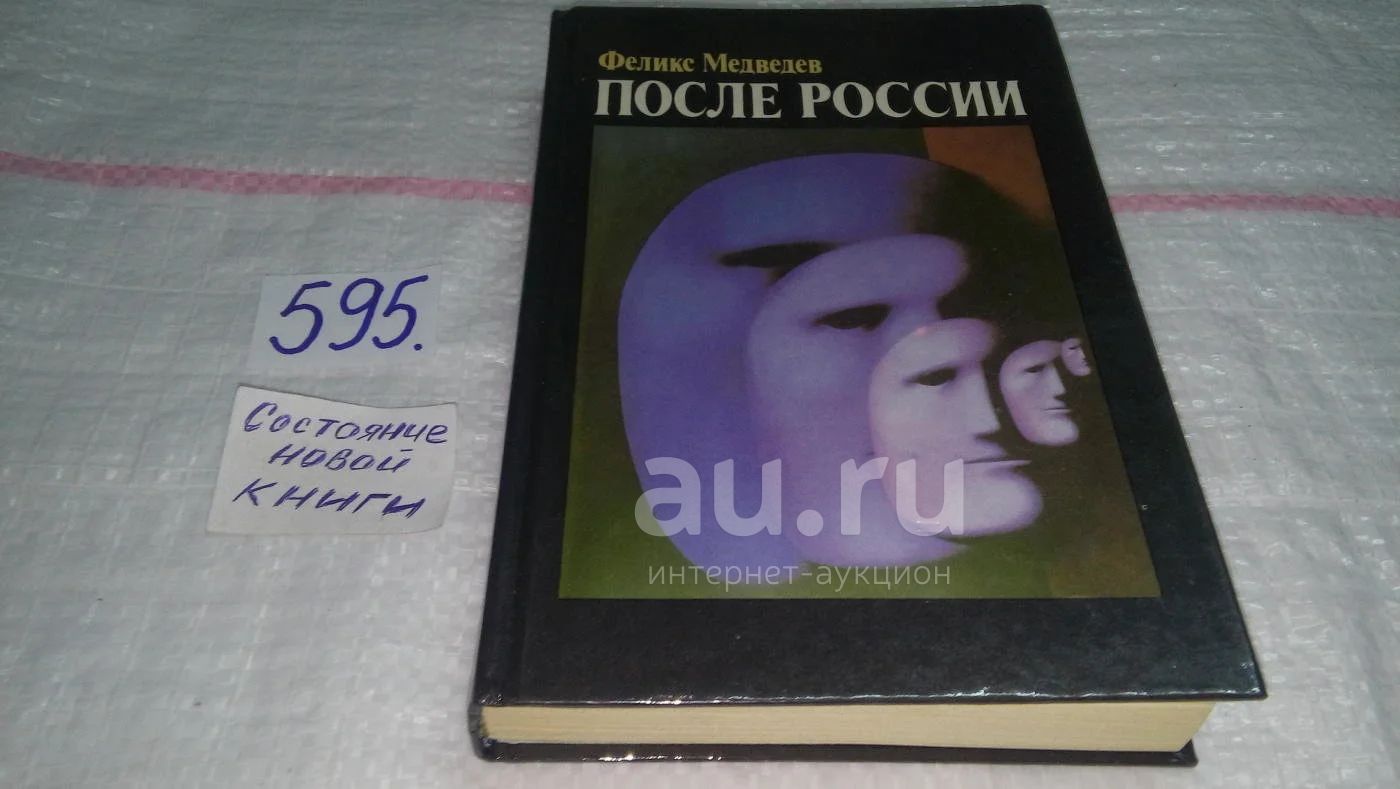 Феликс Медведев
ПОСЛЕ РОССИИ
595.
Состояние
новой
книги
au.ru
интернет-аукцион